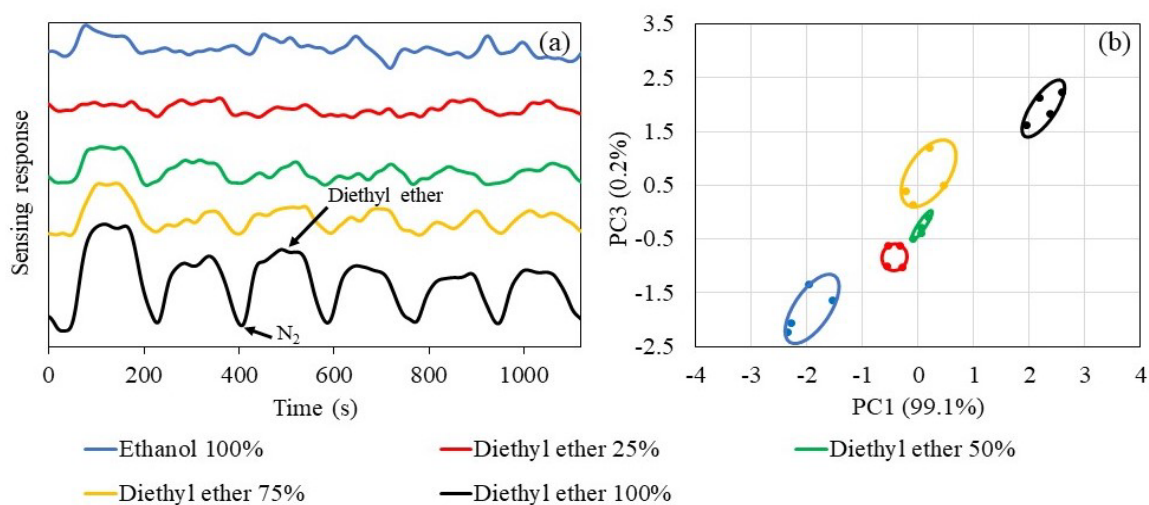 (a)
Sensing response
Diethyl ether
N₂
0 200 400 600 800 1000
Time (s)
(b)
3.5
2.5
1.5
0.5
-0.5
-1.5
-2.5
PC3 (0.2%)
-4 -3 -2 -1 0 1 2 3 4
PC1 (99.1%)
Ethanol 100% Diethyl ether 25% Diethyl ether 50%
Diethyl ether 75% Diethyl ether 100%